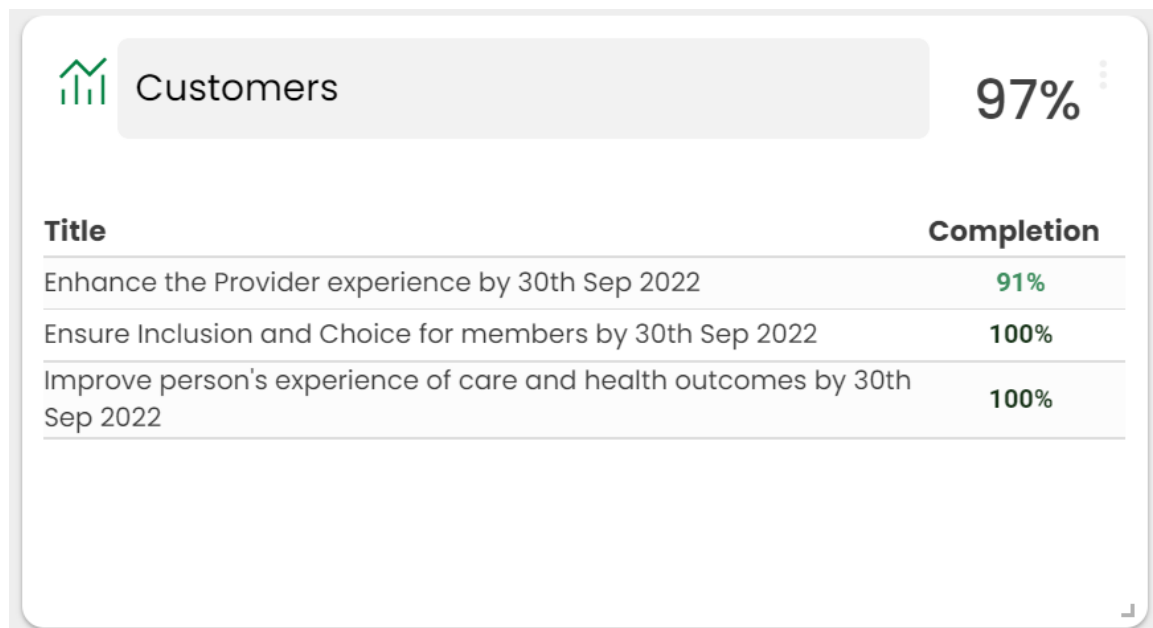 Customers
97%
Title Completion
Enhance the Provider experience by 30th Sep 2022 91%
Ensure Inclusion and Choice for members by 30th Sep 2022 100%
Improve person's experience of care and health outcomes by 30th
Sep 2022 100%